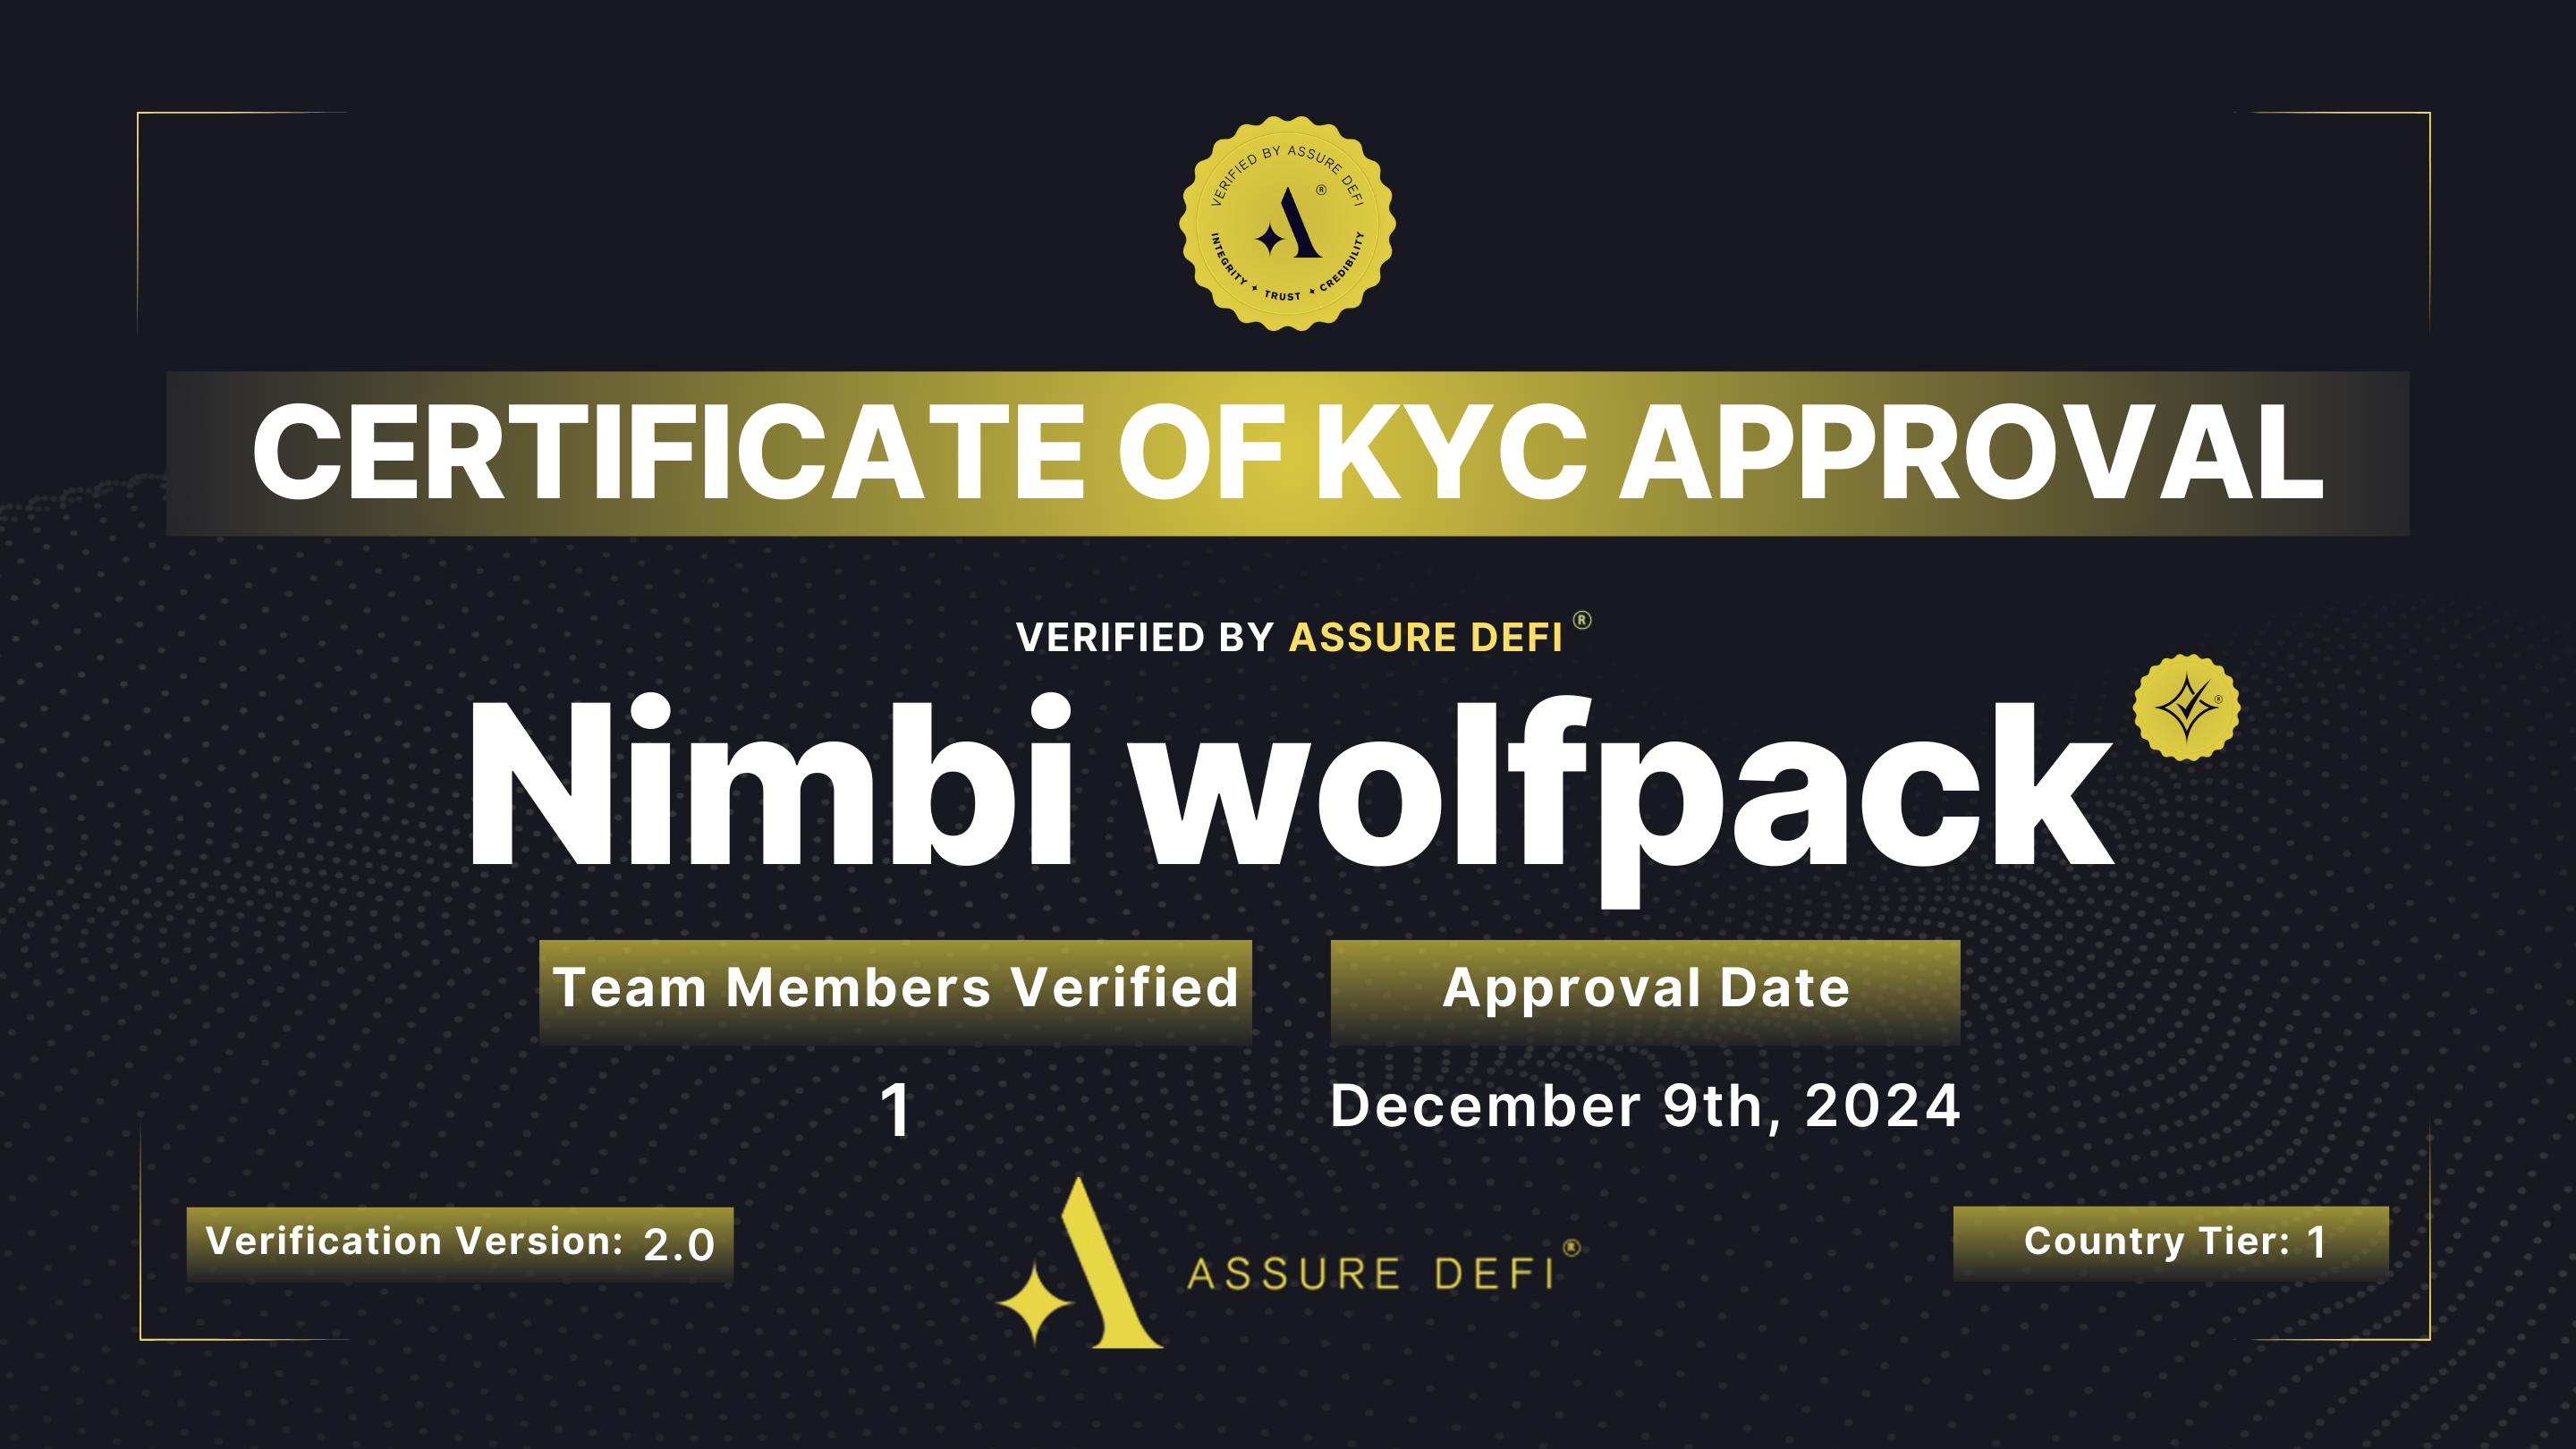 VERIFIED BY ASSURE DEFI
®
INTEGRITY ✦ TRUST ✦ CREDIBILITY
CERTIFICATE OF KYC APPROVAL
VERIFIED BY ASSURE DEFI ®
Nimbi wolfpack
®
Team Members Verified
1
Approval Date
December 9th, 2024
Verification Version: 2.0
ASSURE DEFI ®
Country Tier: 1